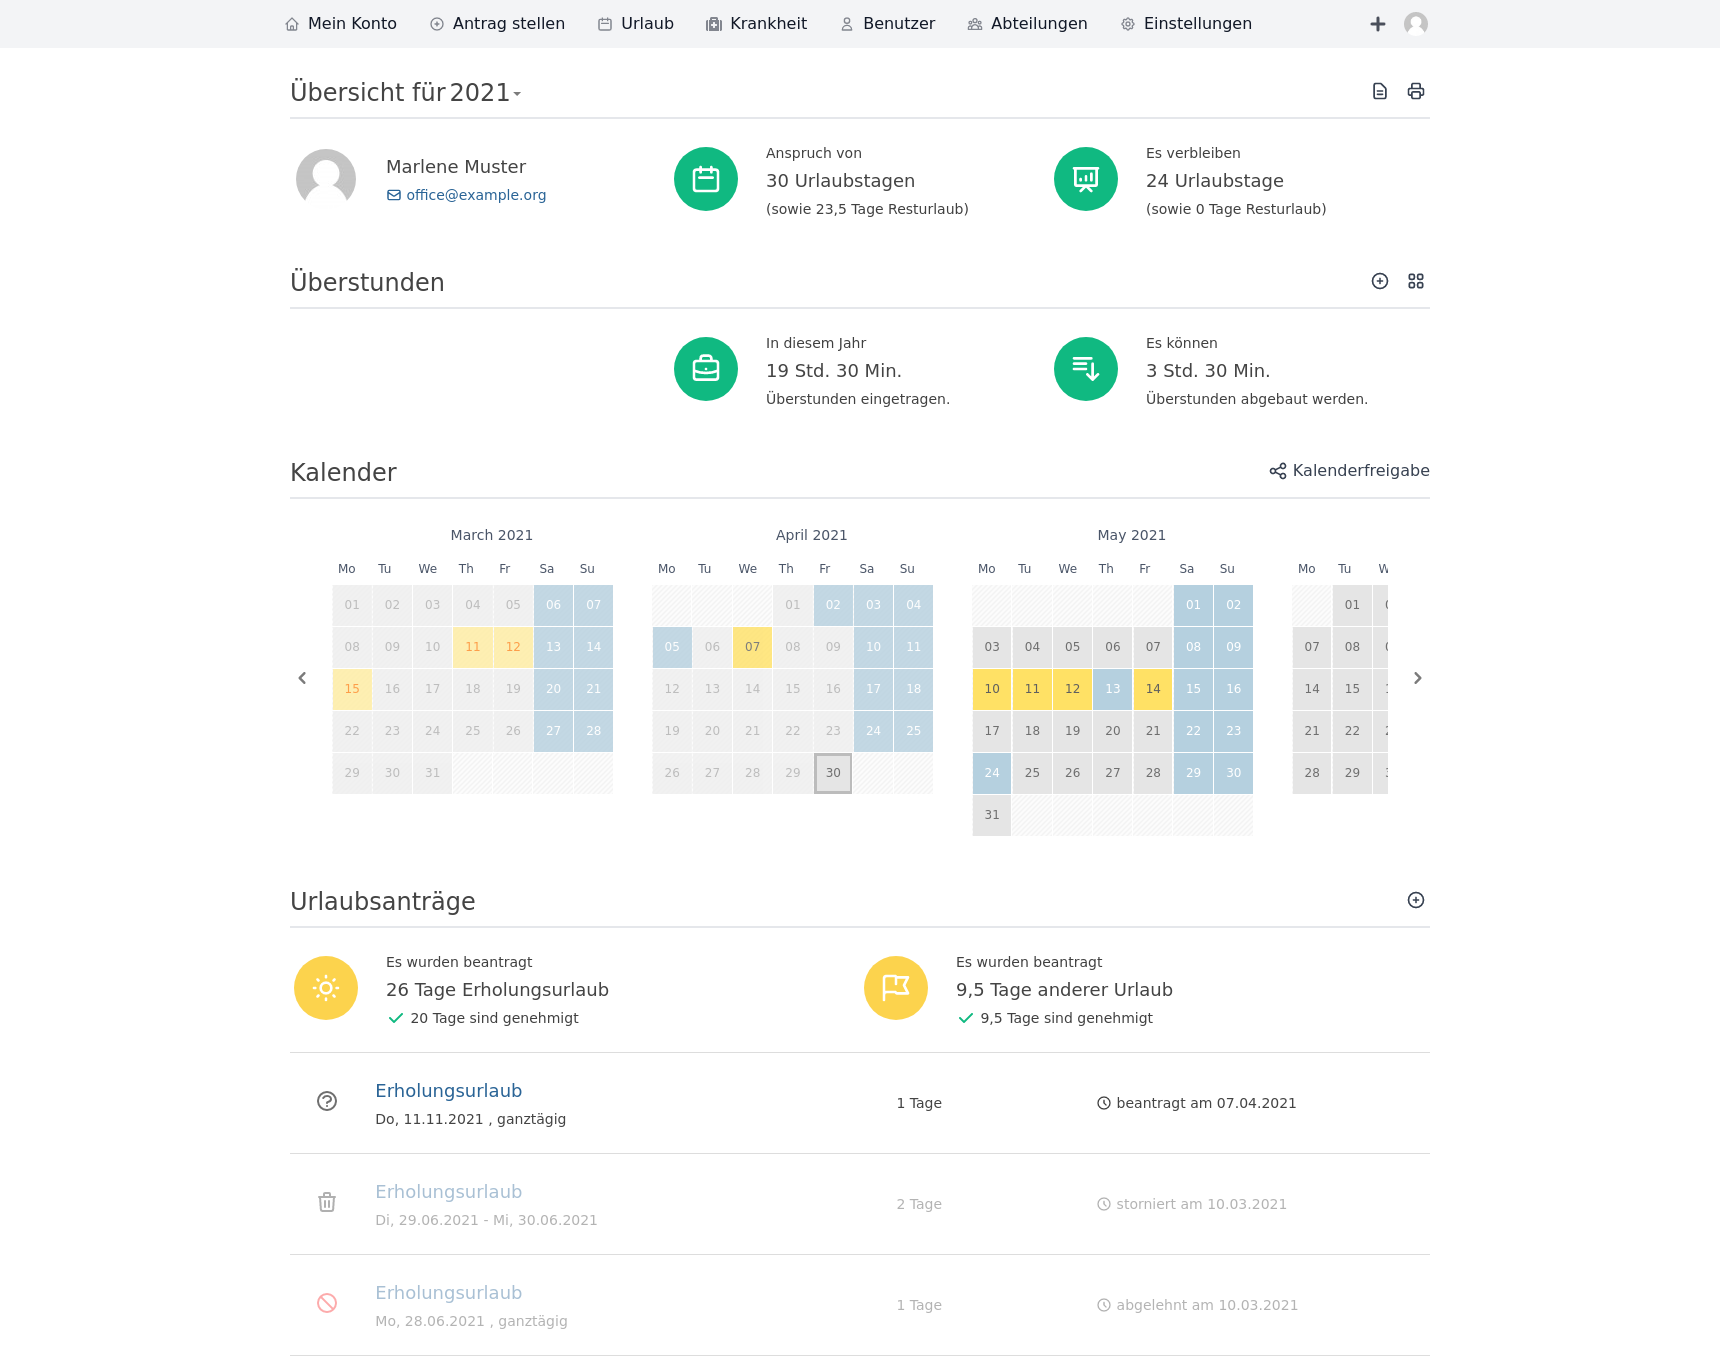 Mein Konto Antrag stellen Urlaub Krankheit Benutzer Abteilungen Einstellungen
Übersicht für 2021
Marlene Muster
office@example.org
Anspruch von
30 Urlaubstagen
(sowie 23,5 Tage Resturlaub)
Es verbleiben
24 Urlaubstage
(sowie 0 Tage Resturlaub)
Überstunden
In diesem Jahr
19 Std. 30 Min.
Überstunden eingetragen.
Es können
3 Std. 30 Min.
Überstunden abgebaut werden.
Kalender
Kalenderfreigabe
March 2021
Mo Tu We Th Fr Sa Su
01 02 03 04 05 06 07
08 09 10 11 12 13 14
15 16 17 18 19 20 21
22 23 24 25 26 27 28
29 30 31
April 2021
Mo Tu We Th Fr Sa Su
01 02 03 04
05 06 07 08 09 10 11
12 13 14 15 16 17 18
19 20 21 22 23 24 25
26 27 28 29 30
May 2021
Mo Tu We Th Fr Sa Su
01 02
03 04 05 06 07 08 09
10 11 12 13 14 15 16
17 18 19 20 21 22 23
24 25 26 27 28 29 30
31
Mo Tu
01
07 08
14 15
21 22
28 29
Urlaubsanträge
Es wurden beantragt
26 Tage Erholungsurlaub
20 Tage sind genehmigt
Es wurden beantragt
9,5 Tage anderer Urlaub
9,5 Tage sind genehmigt
Erholungsurlaub
Do, 11.11.2021 , ganztägig
1 Tage
beantragt am 07.04.2021
Erholungsurlaub
Di, 29.06.2021 - Mi, 30.06.2021
2 Tage
storniert am 10.03.2021
Erholungsurlaub
Mo, 28.06.2021 , ganztägig
1 Tage
abgelehnt am 10.03.2021